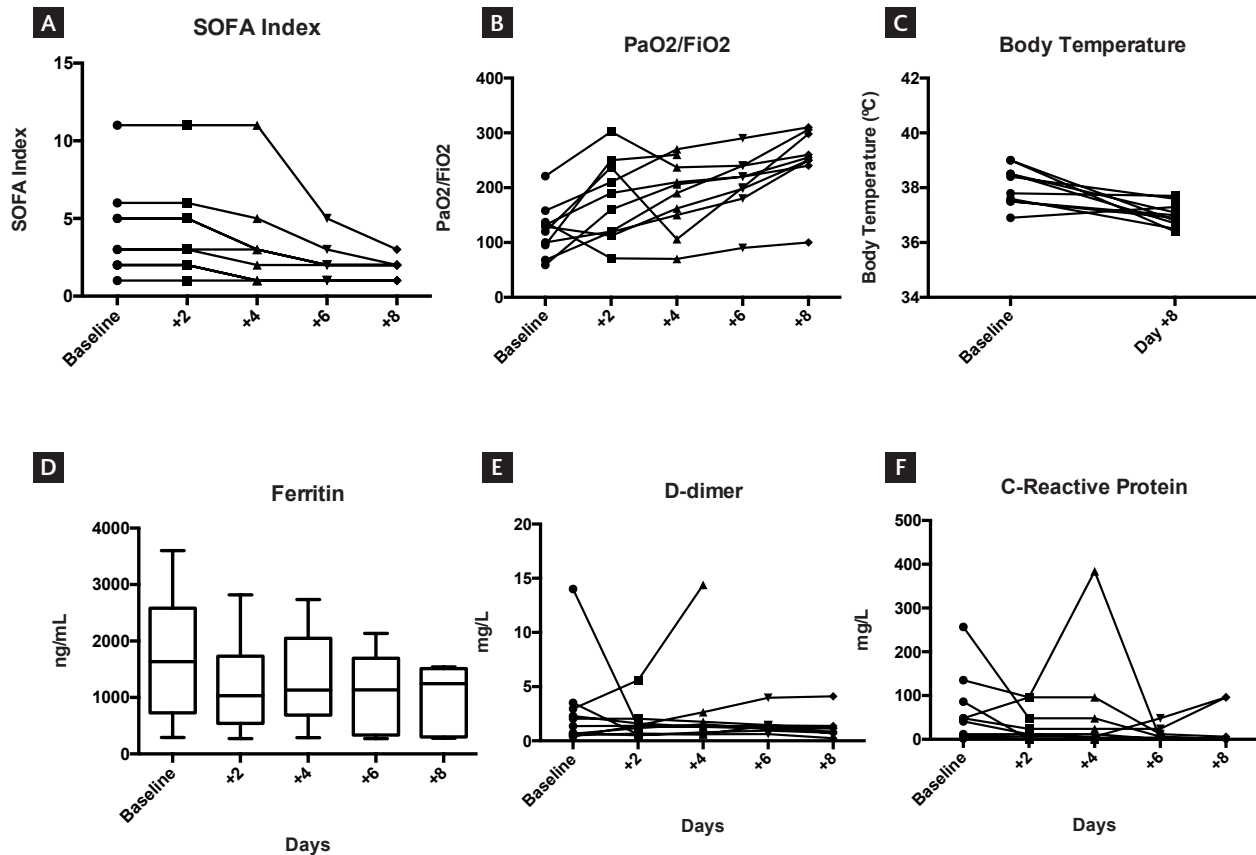 A
SOFA Index
15
10
5
0
SOFA Index
Baseline
+2
+4
+6
+8
B
PaO2/FiO2
400
300
200
100
0
PaO2/FiO2
Baseline
+2
+4
+6
+8
C
Body Temperature
42
40
38
36
34
Body Temperature (ºC)
Baseline
Day +8
D
Ferritin
4000
3000
2000
1000
0
ng/mL
Baseline
+2
+4
+6
+8
Days
E
D-dimer
20
15
10
5
0
mg/L
Baseline
+2
+4
+6
+8
Days
F
C-Reactive Protein
500
400
300
200
100
0
mg/L
Baseline
+2
+4
+6
+8
Days